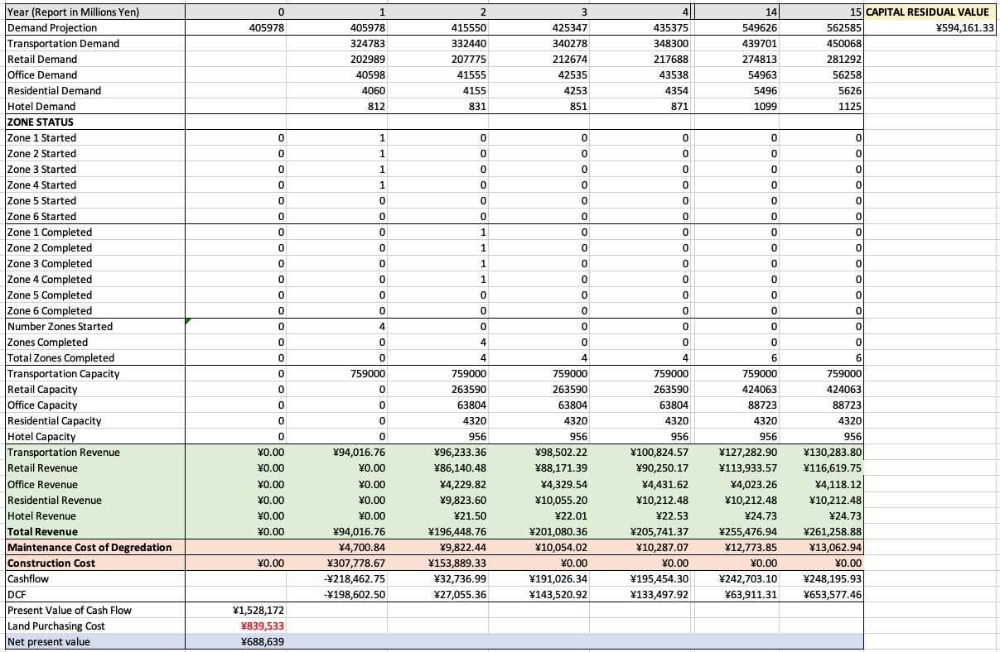 Year (Report in Millions Yen) 0 1 2 3 4 14 15 CAPITAL RESIDUAL VALUE
Demand Projection 405978 405978 415550 425347 435375 549626 562585 ¥594,161.33
Transportation Demand 324783 332440 340278 348300 439701 450068
Retail Demand 202989 207775 212674 217688 274813 281292
Office Demand 40598 41555 42535 43538 54963 56258
Residential Demand 4060 4155 4253 4354 5496 5626
Hotel Demand 812 831 851 871 1099 1125
ZONE STATUS
Zone 1 Started 0 1 0 0 0 0 0
Zone 2 Started 0 1 0 0 0 0 0
Zone 3 Started 0 1 0 0 0 0 0
Zone 4 Started 0 1 0 0 0 0 0
Zone 5 Started 0 0 0 0 0 0 0
Zone 6 Started 0 0 0 0 0 0 0
Zone 1 Completed 0 0 1 0 0 0 0
Zone 2 Completed 0 0 1 0 0 0 0
Zone 3 Completed 0 0 1 0 0 0 0
Zone 4 Completed 0 0 1 0 0 0 0
Zone 5 Completed 0 0 0 0 0 0 0
Zone 6 Completed 0 0 0 0 0 0 0
Number Zones Started 0 4 0 0 0 0 0
Zones Completed 0 0 4 0 0 0 0
Total Zones Completed 0 0 4 4 4 6 6
Transportation Capacity 0 759000 759000 759000 759000 759000 759000
Retail Capacity 0 0 263590 263590 263590 424063 424063
Office Capacity 0 0 63804 63804 63804 88723 88723
Residential Capacity 0 0 4320 4320 4320 4320 4320
Hotel Capacity 0 0 956 956 956 956 956
Transportation Revenue ¥0.00 ¥94,016.76 ¥96,233.36 ¥98,502.22 ¥100,824.57 ¥127,282.90 ¥130,283.80
Retail Revenue ¥0.00 ¥0.00 ¥86,140.48 ¥88,171.39 ¥90,250.17 ¥113,933.57 ¥116,619.75
Office Revenue ¥0.00 ¥0.00 ¥4,229.82 ¥4,329.54 ¥4,431.62 ¥4,023.26 ¥4,118.12
Residential Revenue ¥0.00 ¥0.00 ¥9,823.60 ¥10,055.20 ¥10,212.48 ¥10,212.48 ¥10,212.48
Hotel Revenue ¥0.00 ¥0.00 ¥21.50 ¥22.01 ¥22.53 ¥24.73 ¥24.73
Total Revenue ¥0.00 ¥94,016.76 ¥196,448.76 ¥201,080.36 ¥205,741.37 ¥255,476.94 ¥261,258.88
Maintenance Cost of Degredation ¥4,700.84 ¥9,822.44 ¥10,054.02 ¥10,287.07 ¥12,773.85 ¥13,062.94
Construction Cost ¥0.00 ¥307,778.67 ¥153,889.33 ¥0.00 ¥0.00 ¥0.00 ¥0.00
Cashflow -¥218,462.75 ¥32,736.99 ¥191,026.34 ¥195,454.30 ¥242,703.10 ¥248,195.93
DCF -¥198,602.50 ¥27,055.36 ¥143,520.92 ¥133,497.92 ¥63,911.31 ¥653,577.46
Present Value of Cash Flow ¥1,528,172
Land Purchasing Cost ¥839,533
Net present value ¥688,639